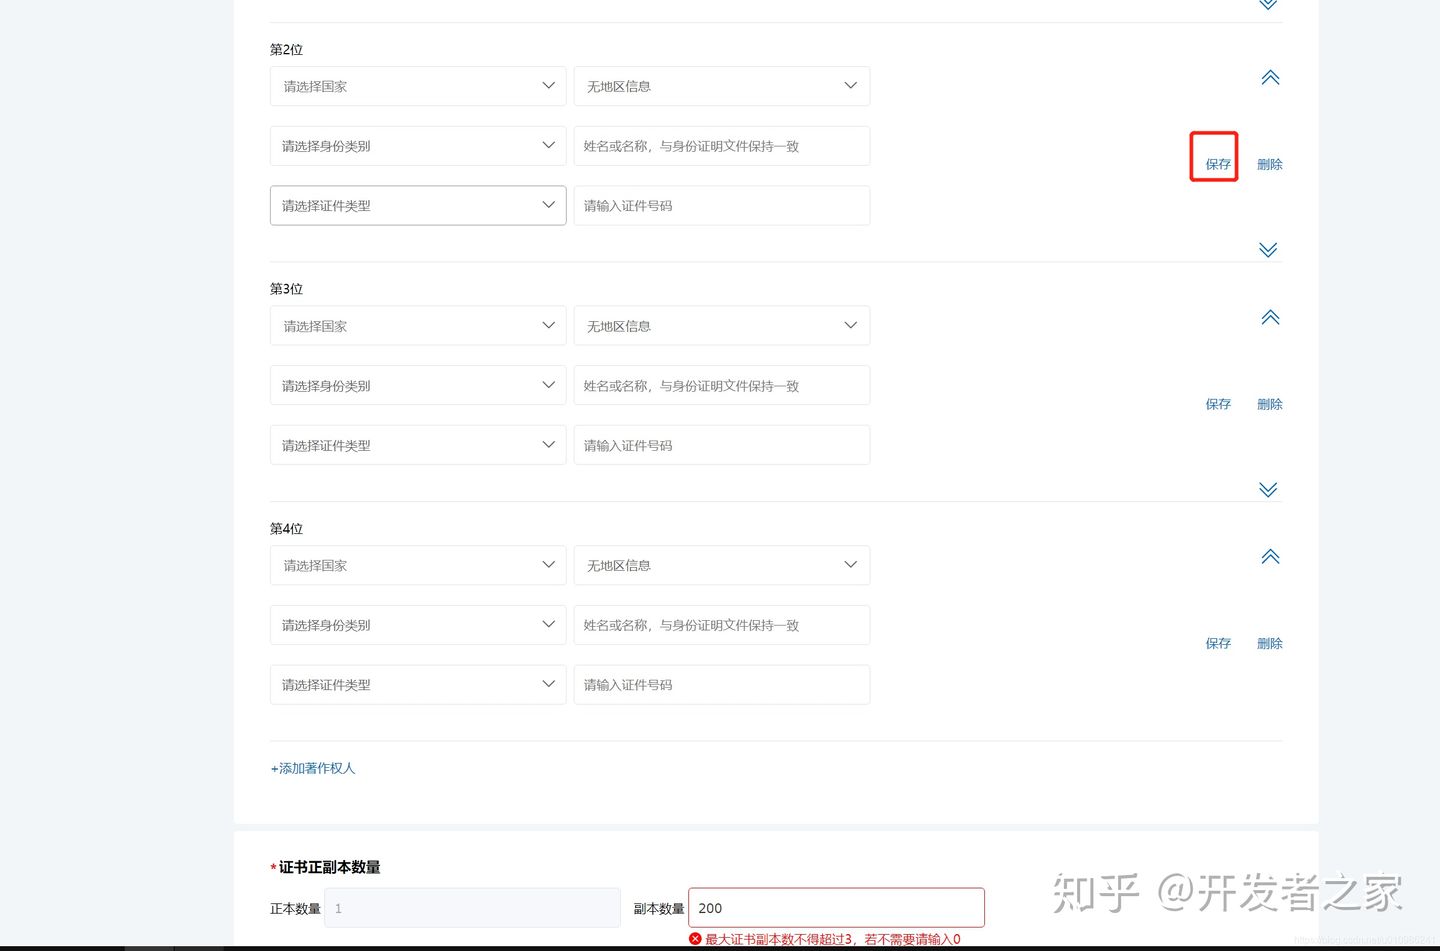 第2位
请选择国家 无地区信息
请选择身份类别 姓名或名称，与身份证明文件保持一致
保存 删除
请选择证件类型 请输入证件号码
第3位
请选择国家 无地区信息
请选择身份类别 姓名或名称，与身份证明文件保持一致
保存 删除
请选择证件类型 请输入证件号码
第4位
请选择国家 无地区信息
请选择身份类别 姓名或名称，与身份证明文件保持一致
保存 删除
请选择证件类型 请输入证件号码
+添加著作权人
*证书正副本数量
正本数量 1 副本数量 200
最大证书副本数不得超过3，若不需要请输入0
知乎 @开发者之家